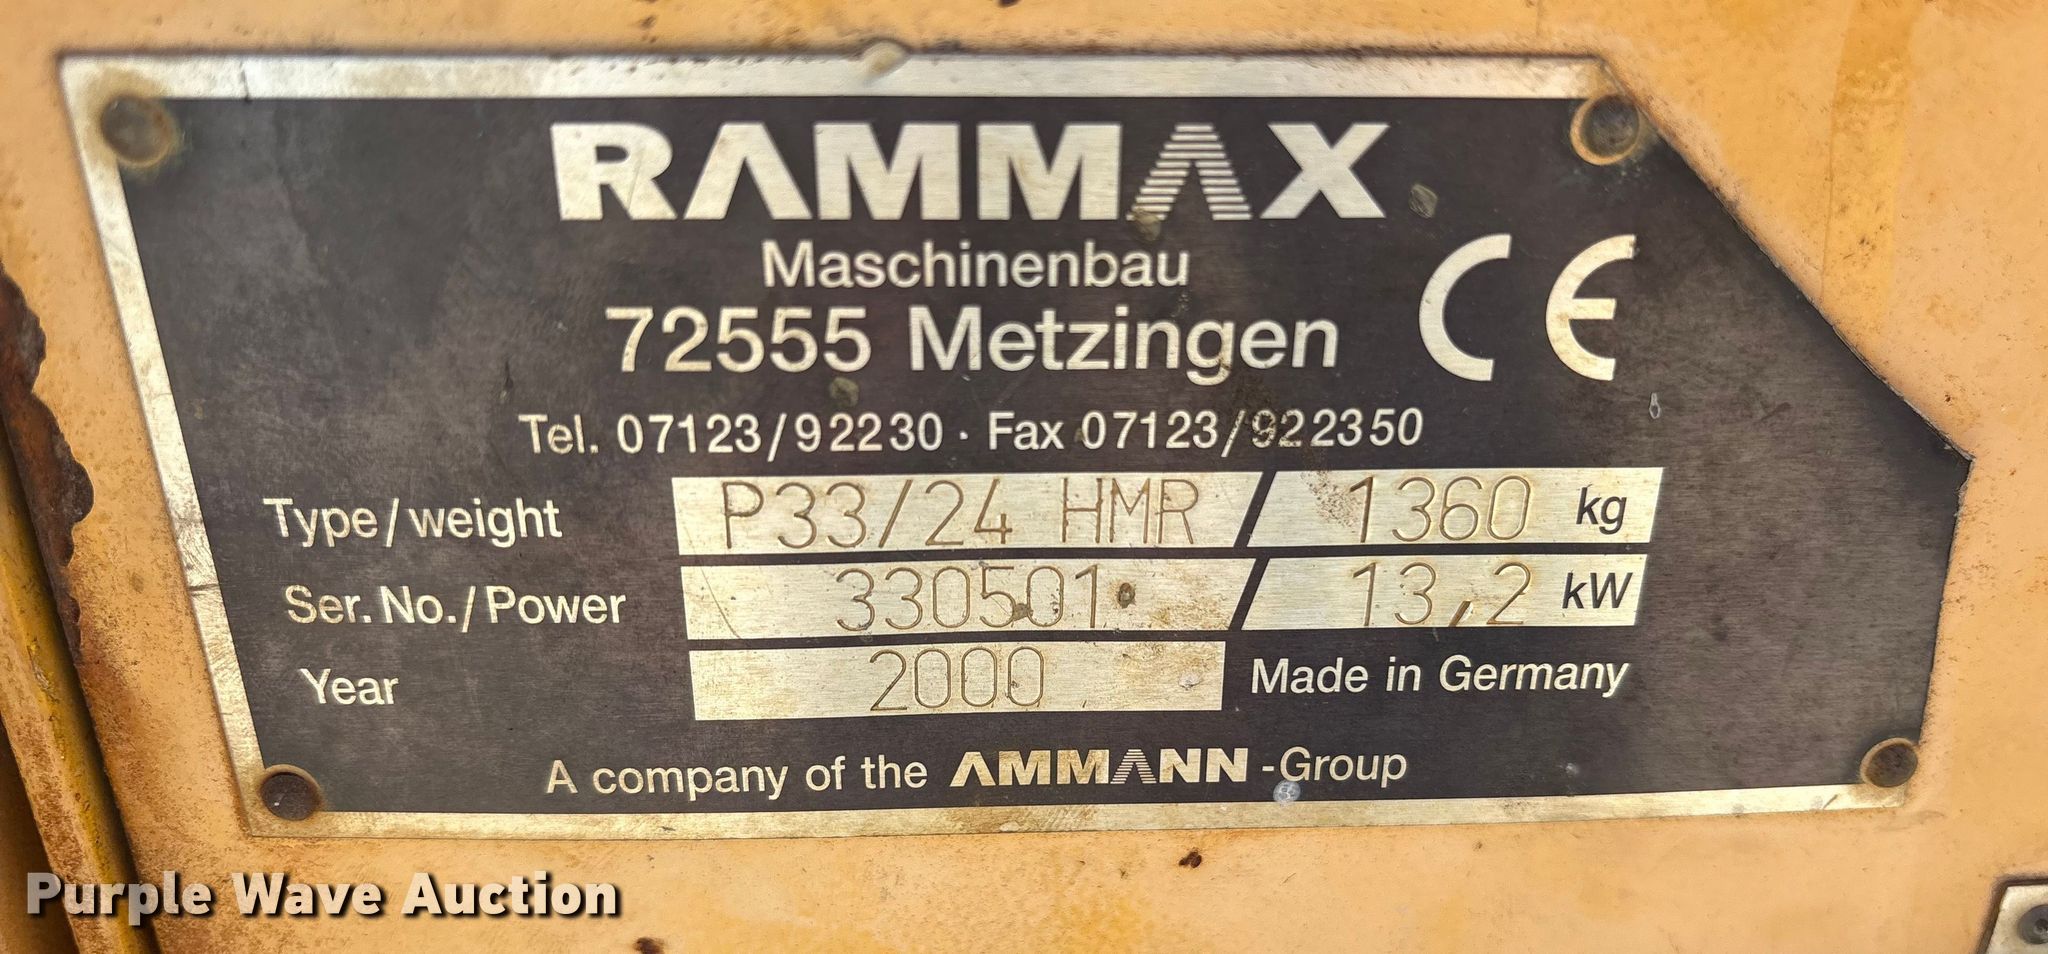 RAMMAX
Maschinenbau
72555 Metzingen
CE
Tel. 07123/92230 · Fax 07123/922350
Type/weight P33/24 HMR / 1360 kg
Ser. No./Power 330501 / 13,2 kW
Year 2000 Made in Germany
A company of the AMMANN -Group
Purple Wave Auction